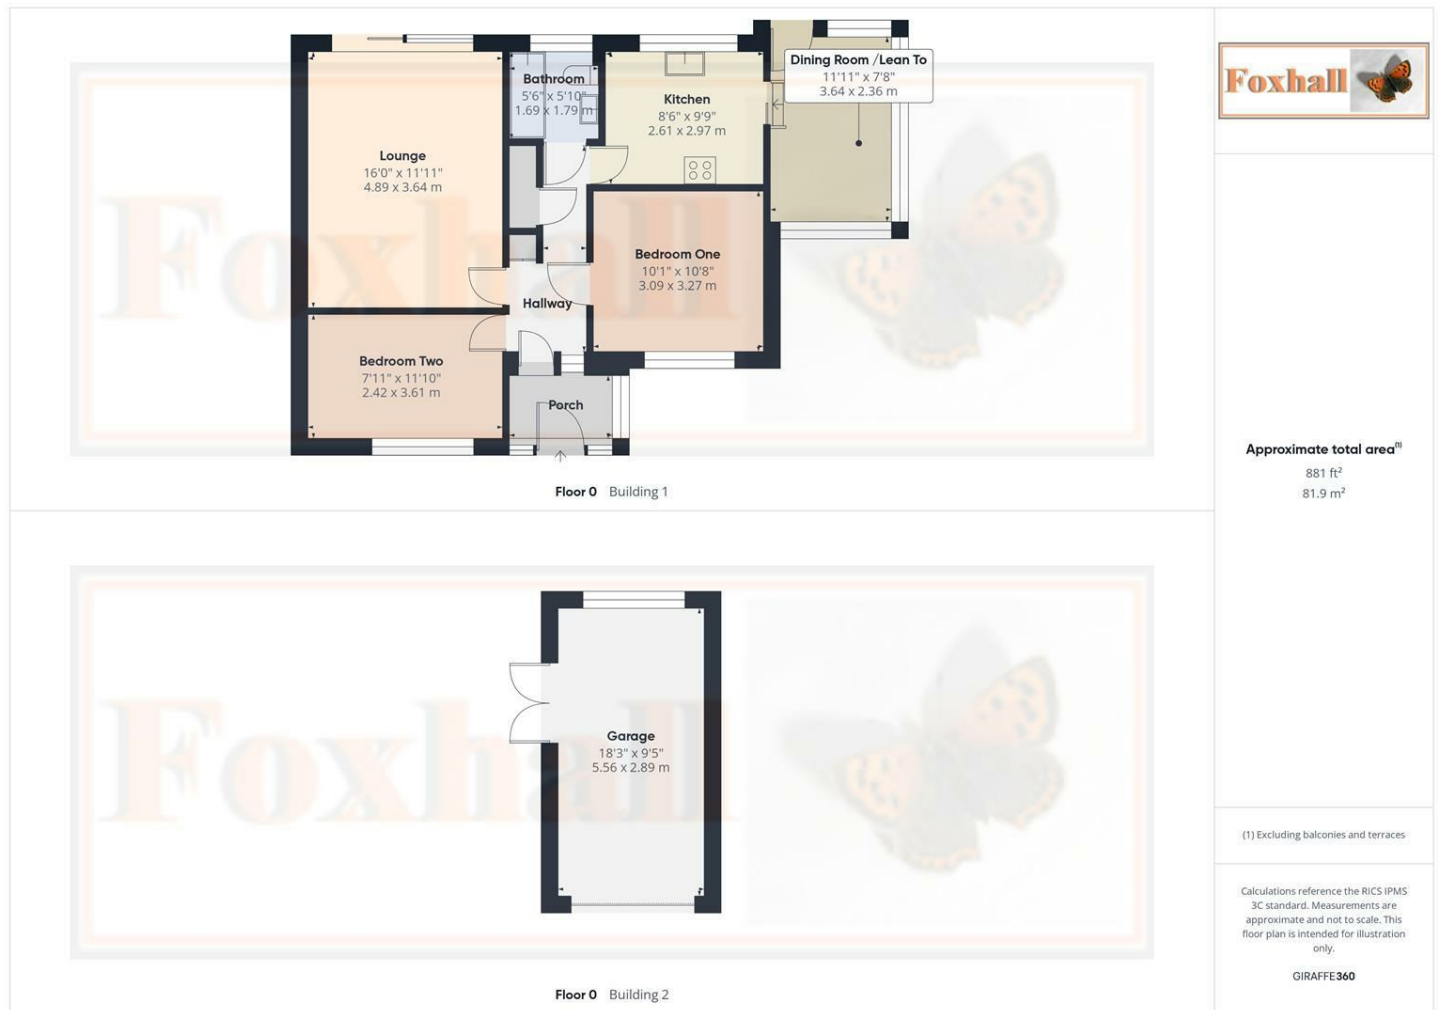 Bathroom
5'6" x 5'10"
1.69 x 1.79 m
Kitchen
8'6" x 9'9"
2.61 x 2.97 m
Dining Room /Lean To
11'11" x 7'8"
3.64 x 2.36 m
Lounge
16'0" x 11'11"
4.89 x 3.64 m
Bedroom One
10'1" x 10'8"
3.09 x 3.27 m
Hallway
Bedroom Two
7'11" x 11'10"
2.42 x 3.61 m
Porch
Foxhall
Floor 0 Building 1
Garage
18'3" x 9'5"
5.56 x 2.89 m
Foxhall
Floor 0 Building 2
Foxhall
Approximate total area(1)
881 ft²
81.9 m²
(1) Excluding balconies and terraces
Calculations reference the RICS IPMS
3C standard. Measurements are
approximate and not to scale. This
floor plan is intended for illustration
only.
GIRAFFE360